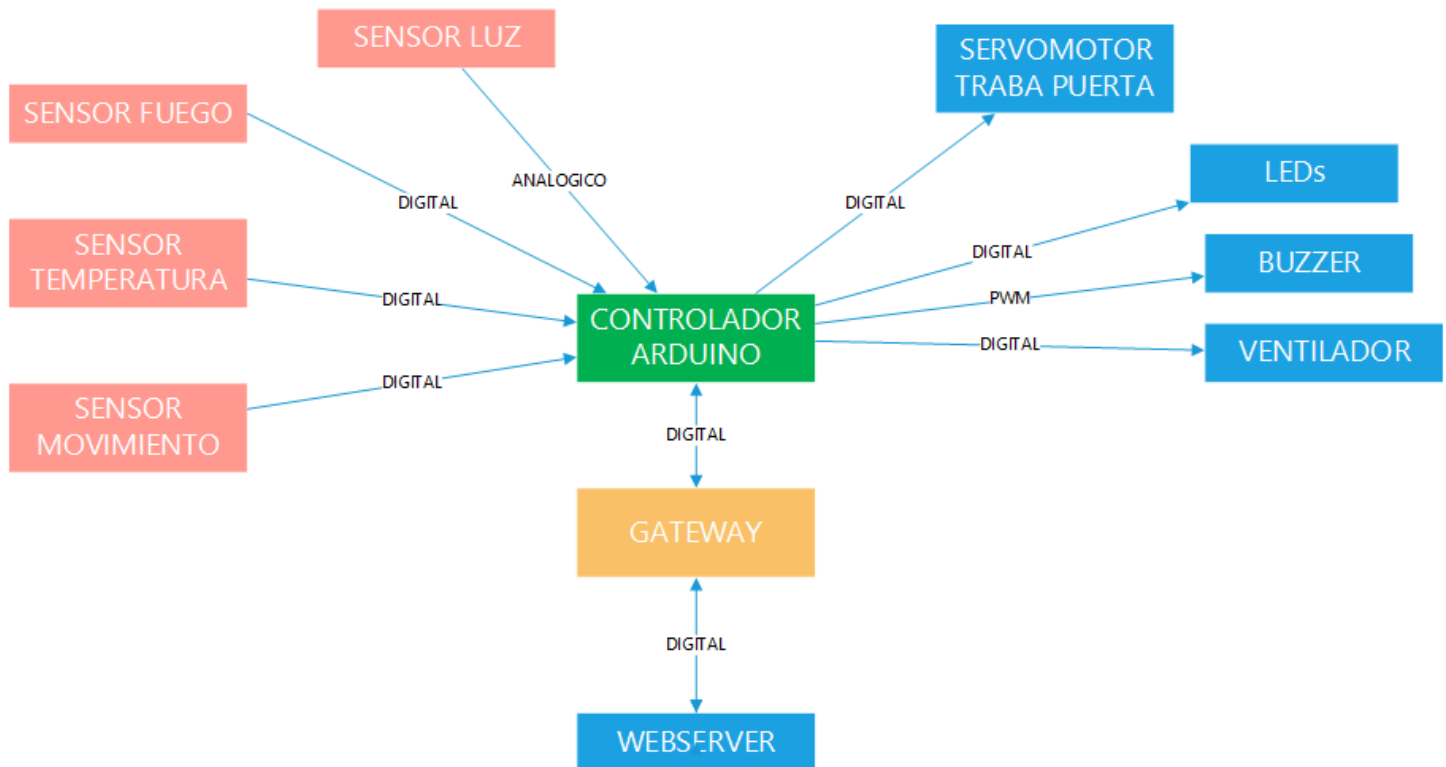 SENSOR LUZ
SERVOMOTOR
TRABA PUERTA
SENSOR FUEGO
LEDs
ANALOGICO
DIGITAL
DIGITAL
SENSOR
TEMPERATURA
DIGITAL
BUZZER
DIGITAL
PWM
CONTROLADOR
ARDUINO
DIGITAL
VENTILADOR
DIGITAL
SENSOR
MOVIMIENTO
DIGITAL
GATEWAY
DIGITAL
WEBSERVER